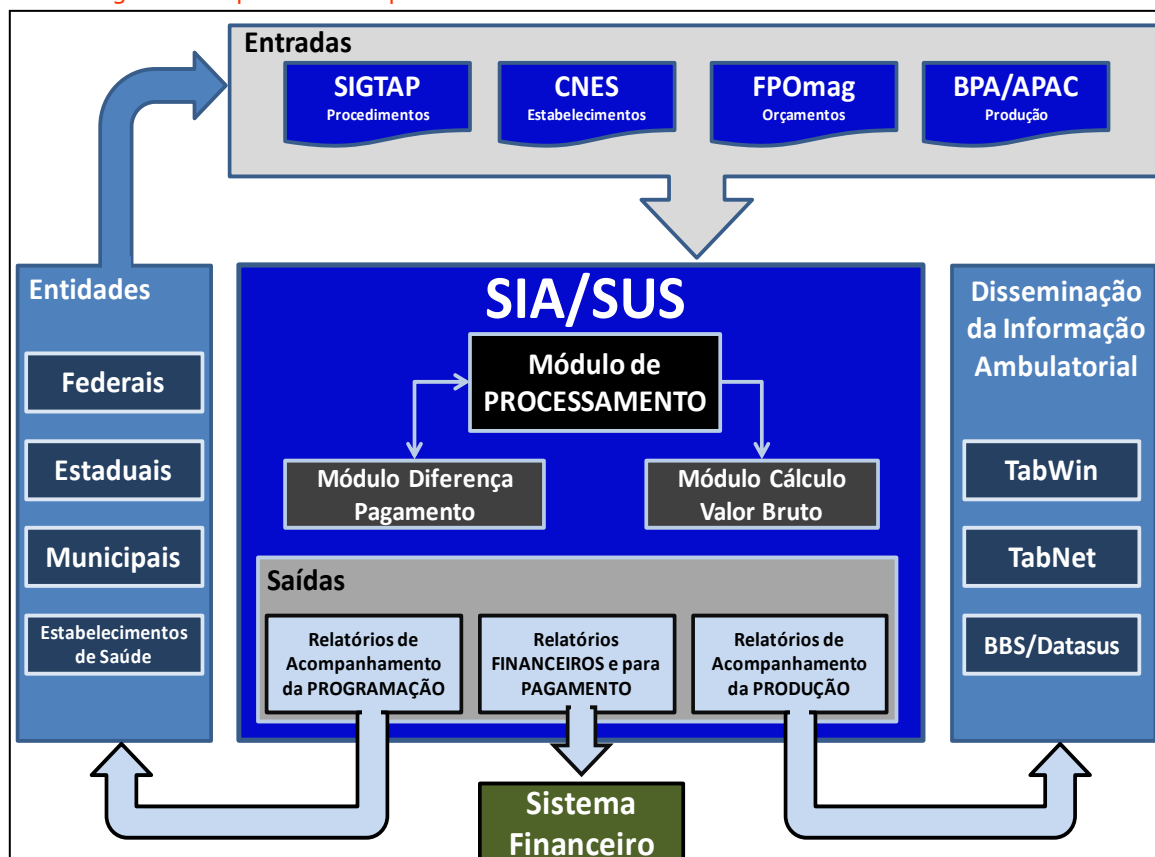 Entradas
SIGTAP
Procedimentos
CNES
Estabelecimentos
FPOmag
Orçamentos
BPA/APAC
Produção
Entidades
Federais
Estaduais
Municipais
Estabelecimentos
de Saúde
SIA/SUS
Módulo de
PROCESSAMENTO
Módulo Diferença
Pagamento
Módulo Cálculo
Valor Bruto
Saídas
Relatórios de
Acompanhamento
da PROGRAMAÇÃO
Relatórios
FINANCEIROS e para
PAGAMENTO
Relatórios de
Acompanhamento
da PRODUÇÃO
Disseminação
da Informação
Ambulatorial
TabWin
TabNet
BBS/Datasus
Sistema
Financeiro